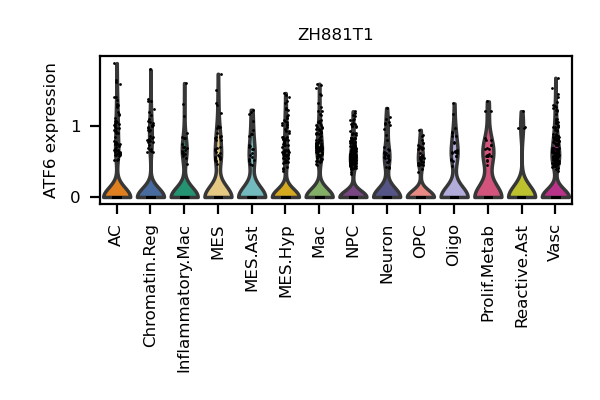 ZH881T1
ATF6 expression
1
0
AC
Chromatin.Reg
Inflammatory.Mac
MES
MES.Ast
MES.Hyp
Mac
NPC
Neuron
OPC
Oligo
Prolif.Metab
Reactive.Ast
Vasc